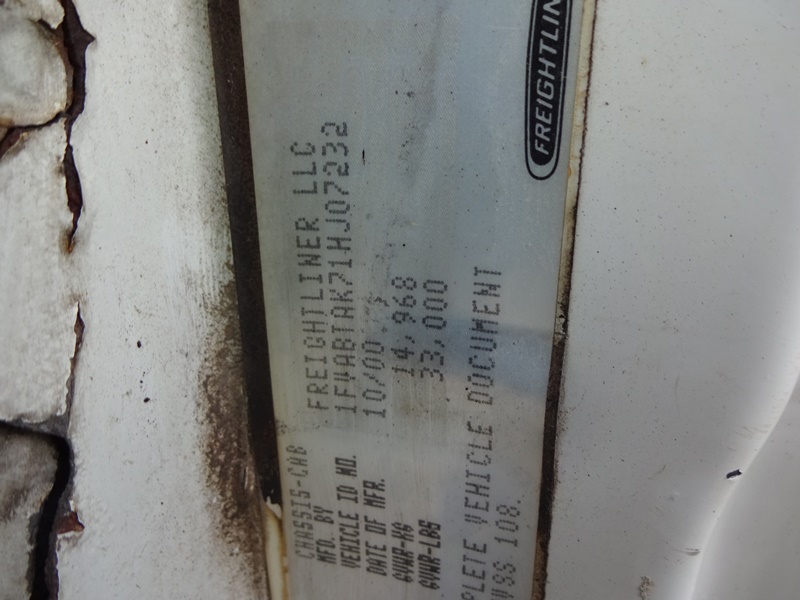 CHASSIS-CAB
MFD. BY FREIGHTLINER LLC
VEHICLE ID NO. 1FVABTAK71HJ07232
DATE OF MFR. 10/00
GVWR-KG 14,968
GVWR-LBS 33,000
PLETE VEHICLE DOCUMENT
VSS 108.
FREIGHTLIN